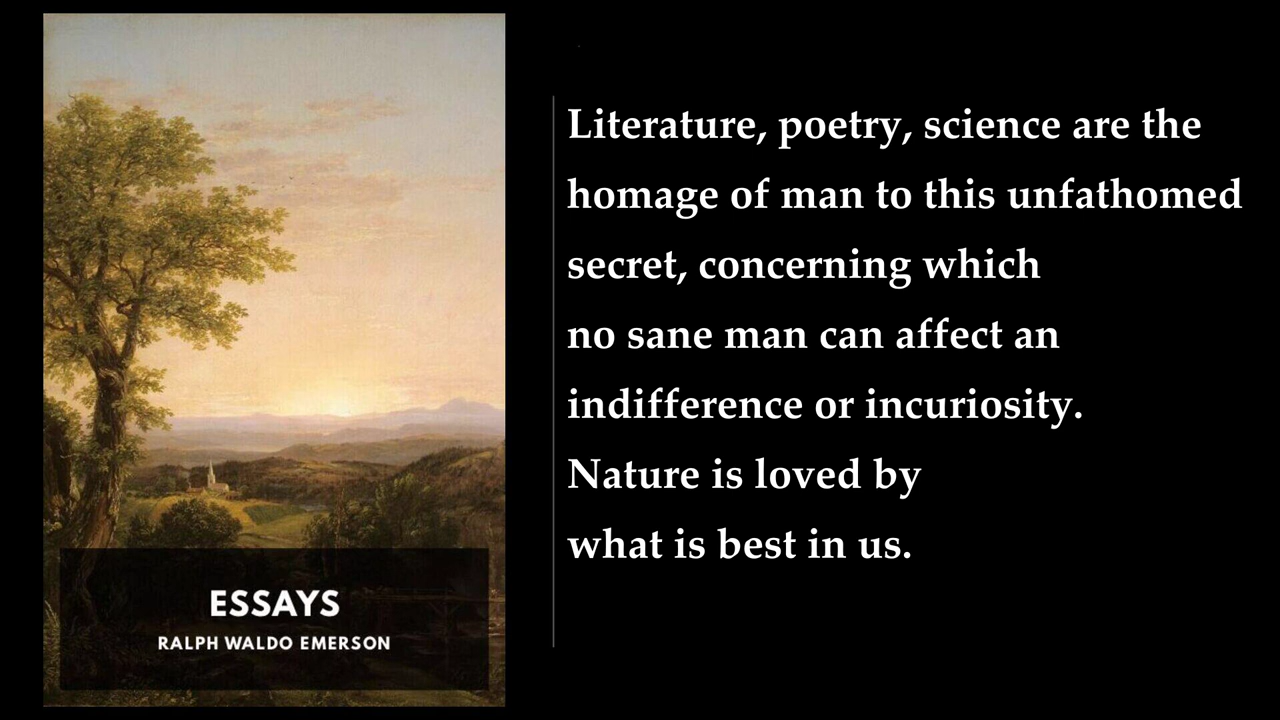 ESSAYS
RALPH WALDO EMERSON
Literature, poetry, science are the
homage of man to this unfathomed
secret, concerning which
no sane man can affect an
indifference or incuriosity.
Nature is loved by
what is best in us.